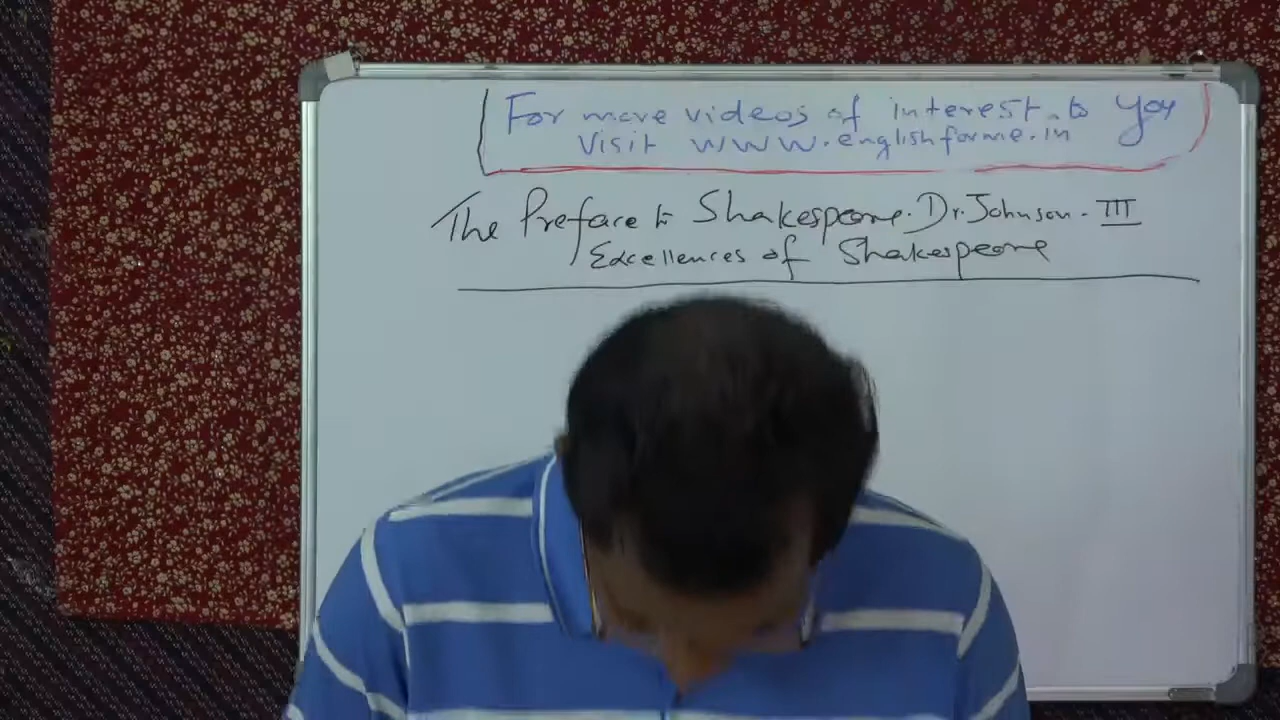 For more videos of interest to you
Visit www.englishforme.in
The Preface to Shakespeare. Dr. Johnson - III
Excellences of Shakespeare